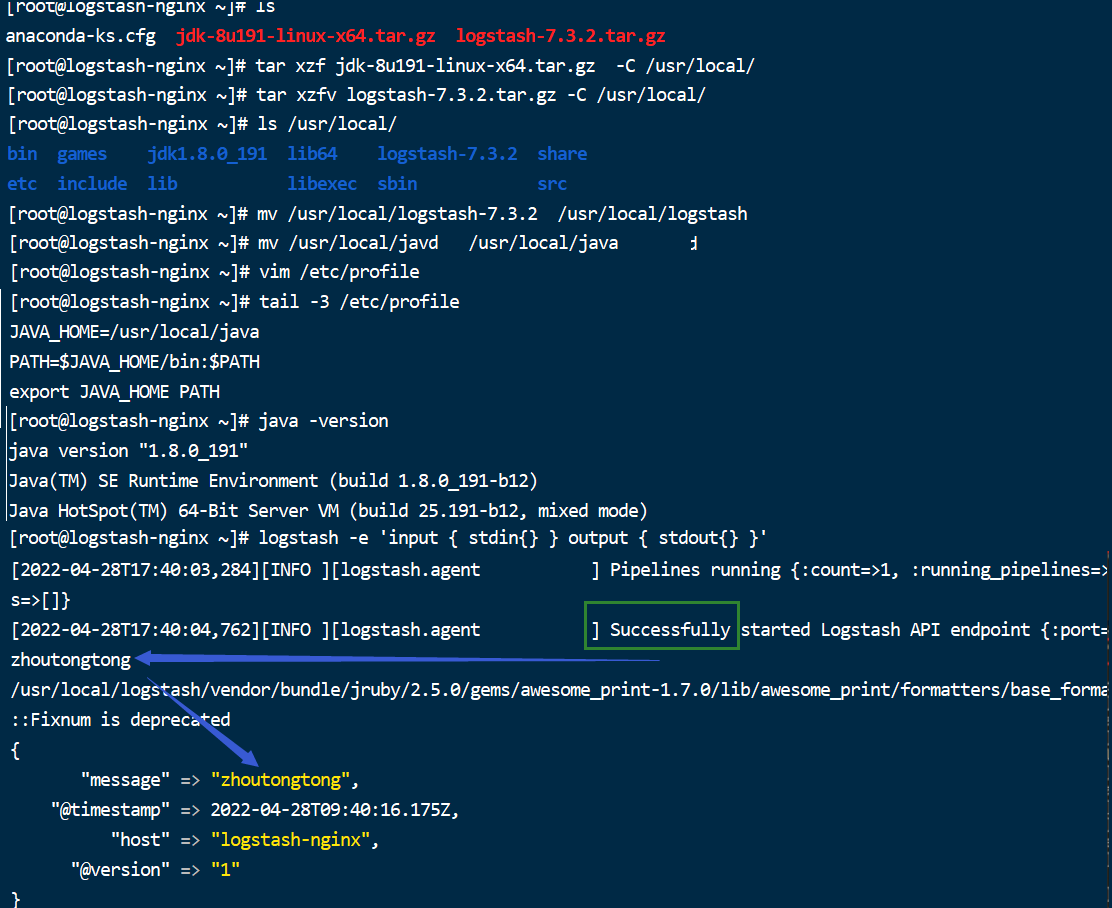 [root@logstash-nginx ~]# ls
anaconda-ks.cfg  jdk-8u191-linux-x64.tar.gz  logstash-7.3.2.tar.gz
[root@logstash-nginx ~]# tar xzf jdk-8u191-linux-x64.tar.gz  -C /usr/local/
[root@logstash-nginx ~]# tar xzfv logstash-7.3.2.tar.gz -C /usr/local/
[root@logstash-nginx ~]# ls /usr/local/
bin  games    jdk1.8.0_191  lib64    logstash-7.3.2  share
etc  include  lib           libexec  sbin            src
[root@logstash-nginx ~]# mv /usr/local/logstash-7.3.2  /usr/local/logstash
[root@logstash-nginx ~]# mv /usr/local/javd   /usr/local/java
[root@logstash-nginx ~]# vim /etc/profile
[root@logstash-nginx ~]# tail -3 /etc/profile
JAVA_HOME=/usr/local/java
PATH=$JAVA_HOME/bin:$PATH
export JAVA_HOME PATH
[root@logstash-nginx ~]# java -version
java version "1.8.0_191"
Java(TM) SE Runtime Environment (build 1.8.0_191-b12)
Java HotSpot(TM) 64-Bit Server VM (build 25.191-b12, mixed mode)
[root@logstash-nginx ~]# logstash -e 'input { stdin{} } output { stdout{} }'
[2022-04-28T17:40:03,284][INFO ][logstash.agent           ] Pipelines running {:count=>1, :running_pipelines=>
s=>[]}
[2022-04-28T17:40:04,762][INFO ][logstash.agent           ] Successfully started Logstash API endpoint {:port=
zhoutongtong
/usr/local/logstash/vendor/bundle/jruby/2.5.0/gems/awesome_print-1.7.0/lib/awesome_print/formatters/base_forma
::Fixnum is deprecated
{
       "message" => "zhoutongtong",
    "@timestamp" => 2022-04-28T09:40:16.175Z,
          "host" => "logstash-nginx",
      "@version" => "1"
}